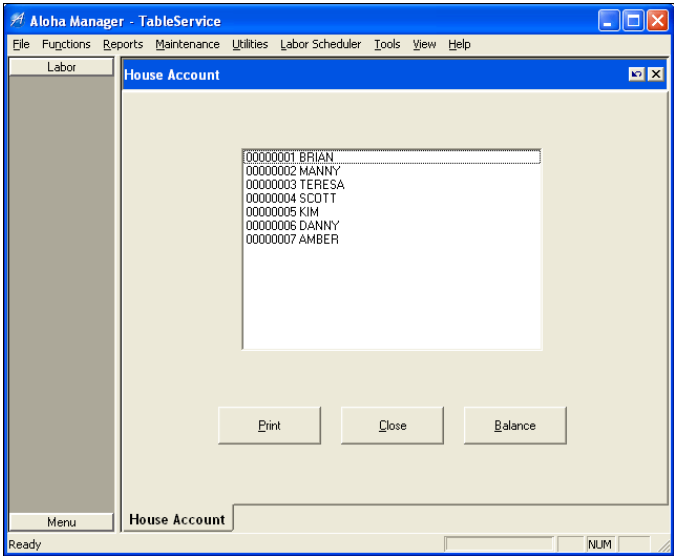 Aloha Manager - TableService
File Functions Reports Maintenance Utilities Labor Scheduler Tools View Help
Labor
House Account
00000001 BRIAN
00000002 MANNY
00000003 TERESA
00000004 SCOTT
00000005 KIM
00000006 DANNY
00000007 AMBER
Print Close Balance
Menu
House Account
Ready NUM